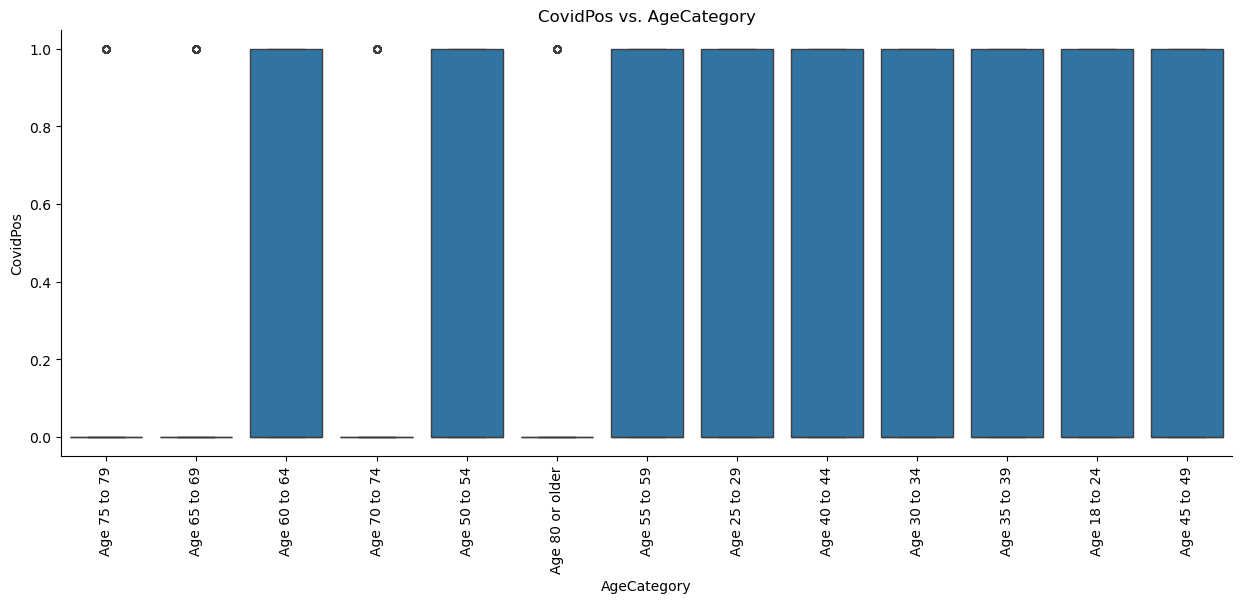 CovidPos vs. AgeCategory
CovidPos
1.0
0.8
0.6
0.4
0.2
0.0
Age 75 to 79
Age 65 to 69
Age 60 to 64
Age 70 to 74
Age 50 to 54
Age 80 or older
Age 55 to 59
Age 25 to 29
Age 40 to 44
Age 30 to 34
Age 35 to 39
Age 18 to 24
Age 45 to 49
AgeCategory